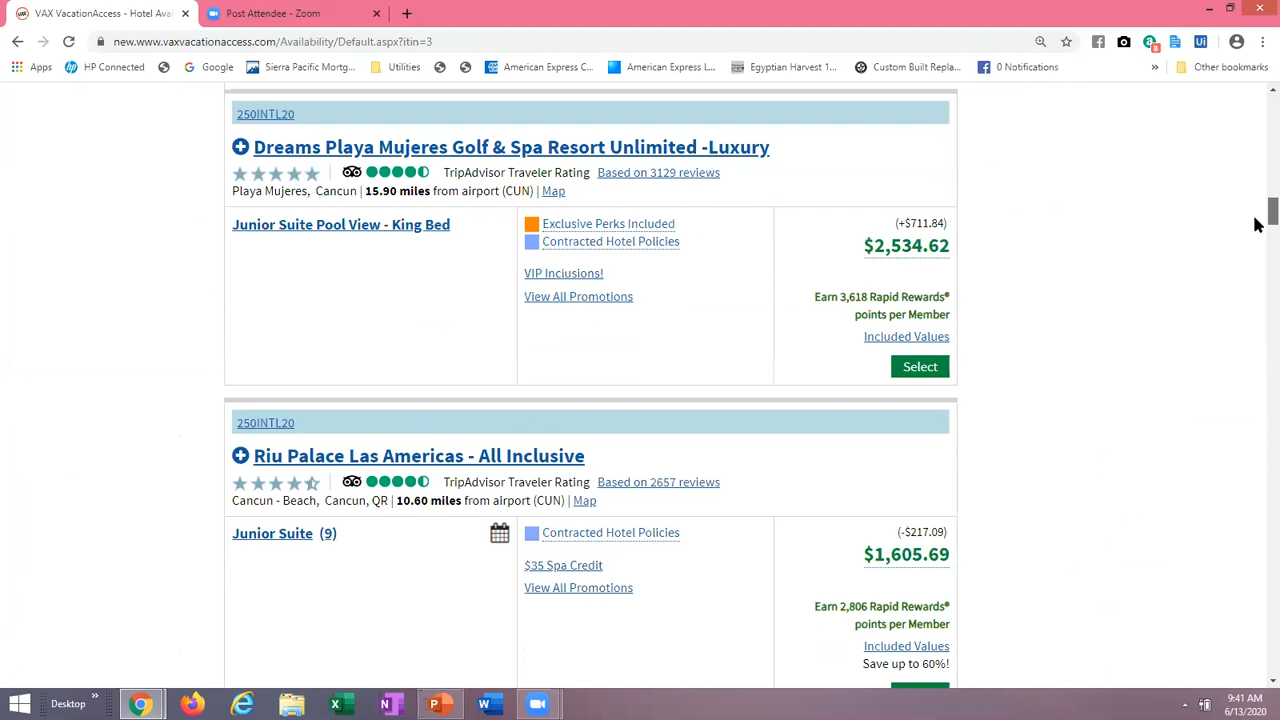 VAX VacationAccess - Hotel Ava
Post Attendee - Zoom
new.www.vaxvacationaccess.com/Availability/Default.aspx?itin=3
Apps
HP Connected
Google
Sierra Pacific Mortg...
Utilities
American Express C...
American Express L...
Egyptian Harvest 1...
Custom Built Repla...
0 Notifications
»
Other bookmarks
250INTL20
Dreams Playa Mujeres Golf & Spa Resort Unlimited -Luxury
TripAdvisor Traveler Rating Based on 3129 reviews
Playa Mujeres, Cancun | 15.90 miles from airport (CUN) | Map
Junior Suite Pool View - King Bed
Exclusive Perks Included
Contracted Hotel Policies
VIP Inclusions!
View All Promotions
(+$711.84)
$2,534.62
Earn 3,618 Rapid Rewards®
points per Member
Included Values
Select
250INTL20
Riu Palace Las Americas - All Inclusive
TripAdvisor Traveler Rating Based on 2657 reviews
Cancun - Beach, Cancun, QR | 10.60 miles from airport (CUN) | Map
Junior Suite (9)
Contracted Hotel Policies
$35 Spa Credit
View All Promotions
(-$217.09)
$1,605.69
Earn 2,806 Rapid Rewards®
points per Member
Included Values
Save up to 60%!
Desktop
»
9:41 AM
6/13/2020